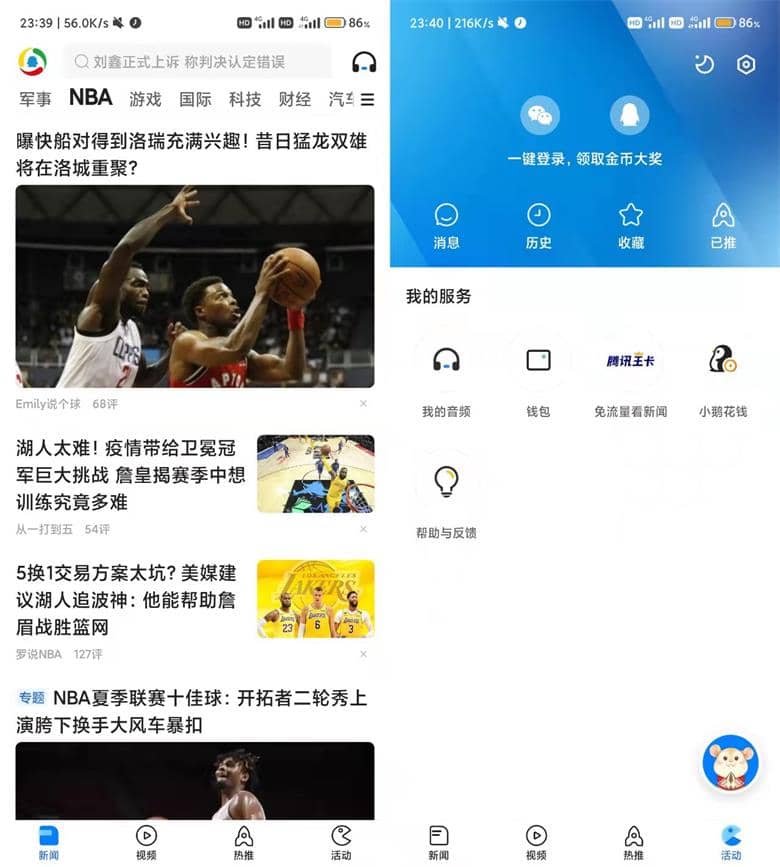 23:39 | 56.0K/s
HD 4G HD 4G 86%
刘鑫正式上诉 称判决认定错误
军事 NBA 游戏 国际 科技 财经 汽车
曝快船对得到洛瑞充满兴趣！昔日猛龙双雄
将在洛城重聚？
CLIPPERS
2
RAPTORS
Emily说个球 68评
湖人太难！疫情带给卫冕冠
军巨大挑战 詹皇揭赛季中想
训练究竟多难
从一打到五 54评
5换1交易方案太坑？美媒建
议湖人追波神：他能帮助詹
眉战胜篮网
LOS ANGELES
LAKERS
23 6 3
罗说NBA 127评
专题 NBA夏季联赛十佳球：开拓者二轮秀上
演胯下换手大风车暴扣
新闻 视频 热推 活动
23:40 | 216K/s
HD 4G HD 4G 86%
一键登录，领取金币大奖
消息 历史 收藏 已推
我的服务
腾讯王卡
我的音频 钱包 免流量看新闻 小鹅花钱
帮助与反馈
新闻 视频 热推 活动